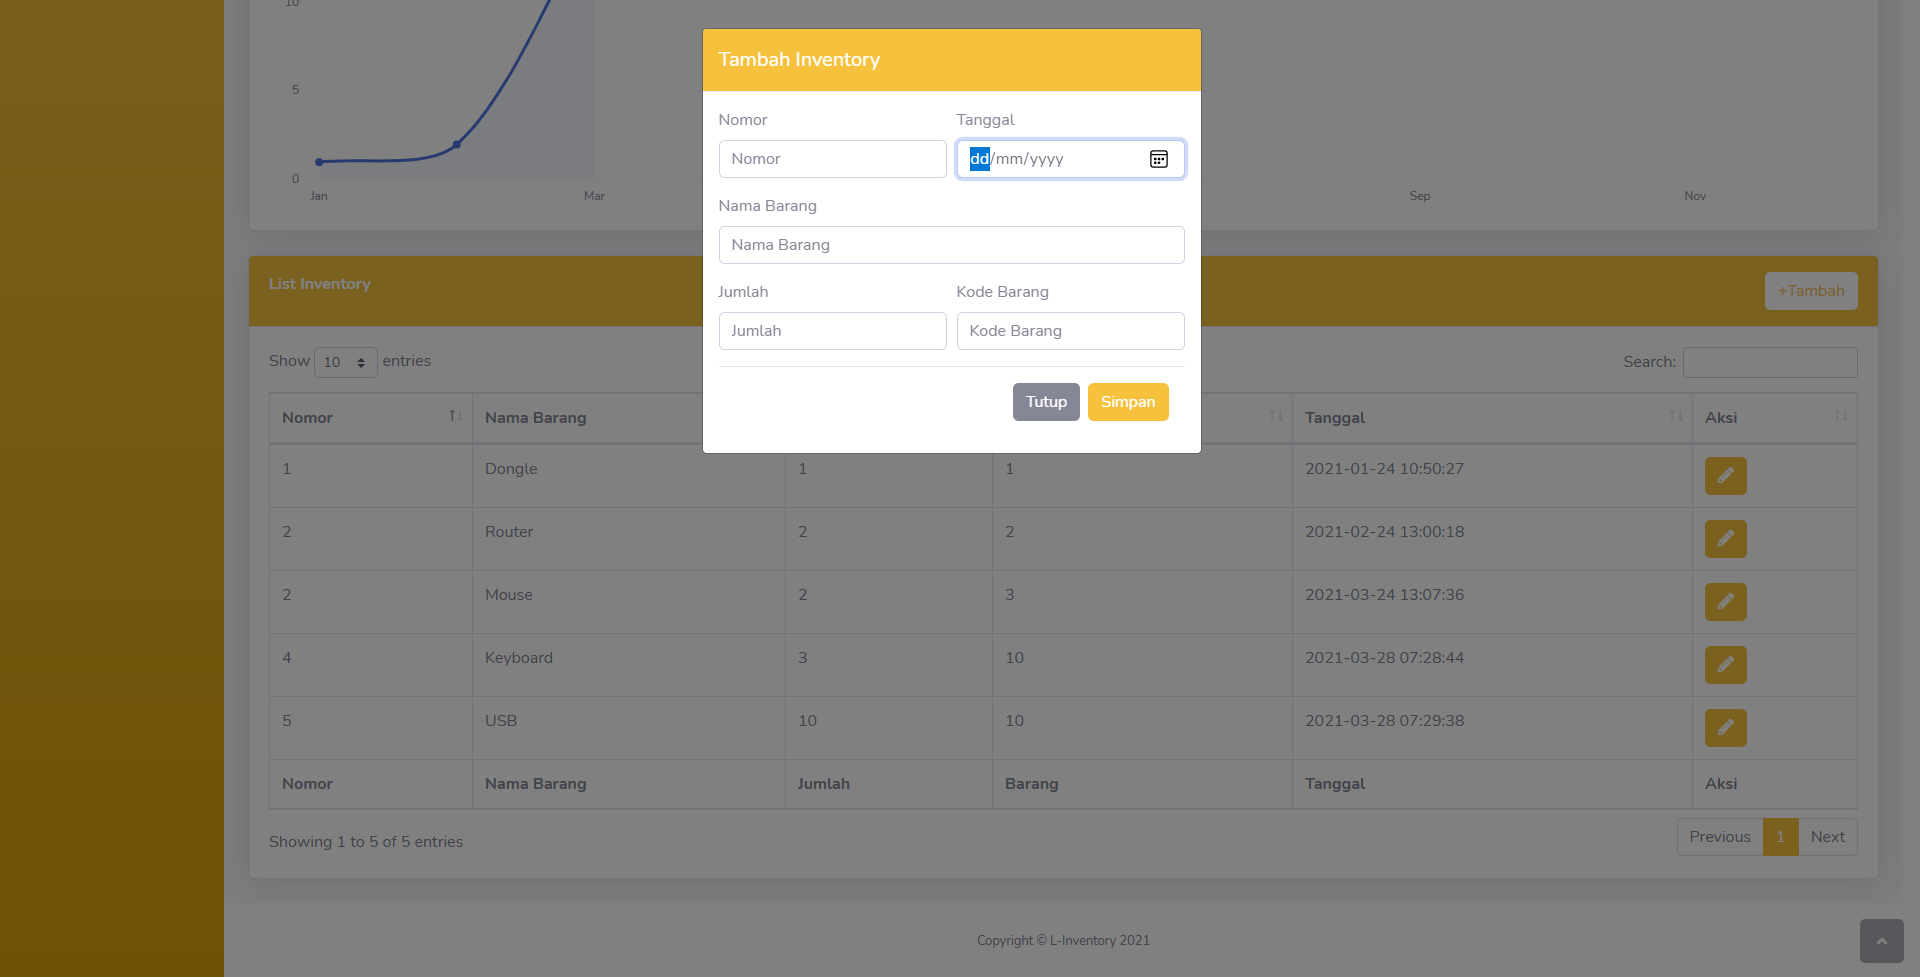 10
5
0
Jan
Mar
Sep
Nov
Tambah Inventory
Nomor
Tanggal
Nomor
dd/mm/yyyy
Nama Barang
Nama Barang
Jumlah
Kode Barang
Jumlah
Kode Barang
Tutup
Simpan
List Inventory
+Tambah
Show 10 entries
Search:
Nomor Nama Barang Tanggal Aksi
1 Dongle 1 1 2021-01-24 10:50:27
2 Router 2 2 2021-02-24 13:00:18
2 Mouse 2 3 2021-03-24 13:07:36
4 Keyboard 3 10 2021-03-28 07:28:44
5 USB 10 10 2021-03-28 07:29:38
Nomor Nama Barang Jumlah Barang Tanggal Aksi
Showing 1 to 5 of 5 entries
Previous 1 Next
Copyright © L-Inventory 2021